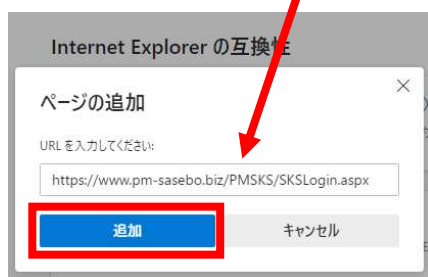 Internet Explorer の互換性
ページの追加
URL を入力してください:
https://www.pm-sasebo.biz/PMSKS/SKSLogin.aspx
追加
キャンセル